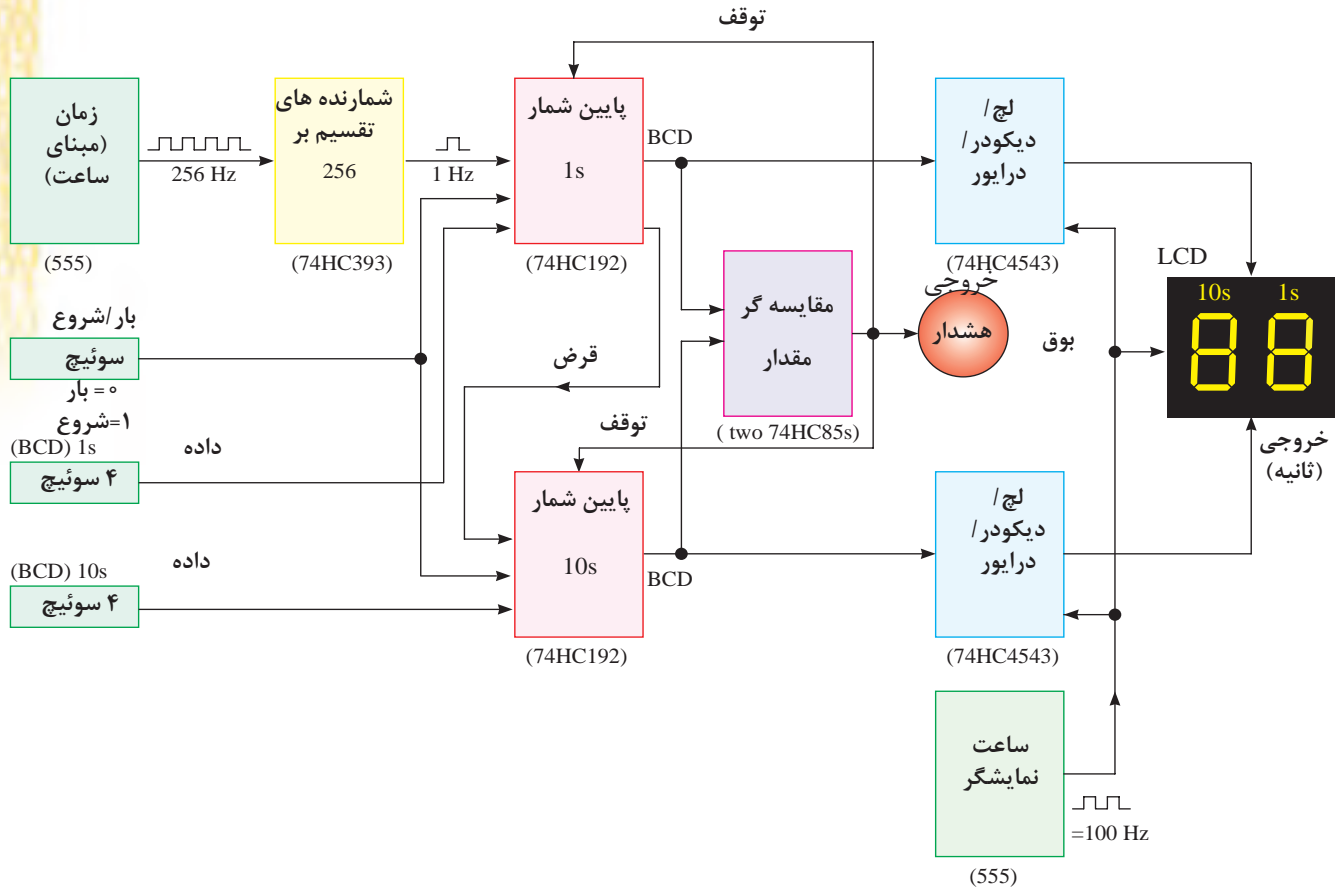 توقف
زمان
(مبنای
ساعت)
(555)
256 Hz
شمارنده های
تقسیم بر
256
(74HC393)
1 Hz
پایین شمار
1s
(74HC192)
BCD
لچ/
دیکودر/
درایور
(74HC4543)
LCD
10s 1s
خروجی
(ثانیه)
بار/شروع
سوئیچ
۰ = بار
۱=شروع
(BCD) 1s
داده
۴ سوئیچ
(BCD) 10s
داده
۴ سوئیچ
قرض
توقف
مقایسه گر
مقدار
( two 74HC85s)
خروجی
هشدار
بوق
پایین شمار
10s
(74HC192)
BCD
لچ/
دیکودر/
درایور
(74HC4543)
ساعت
نمایشگر
=100 Hz
(555)